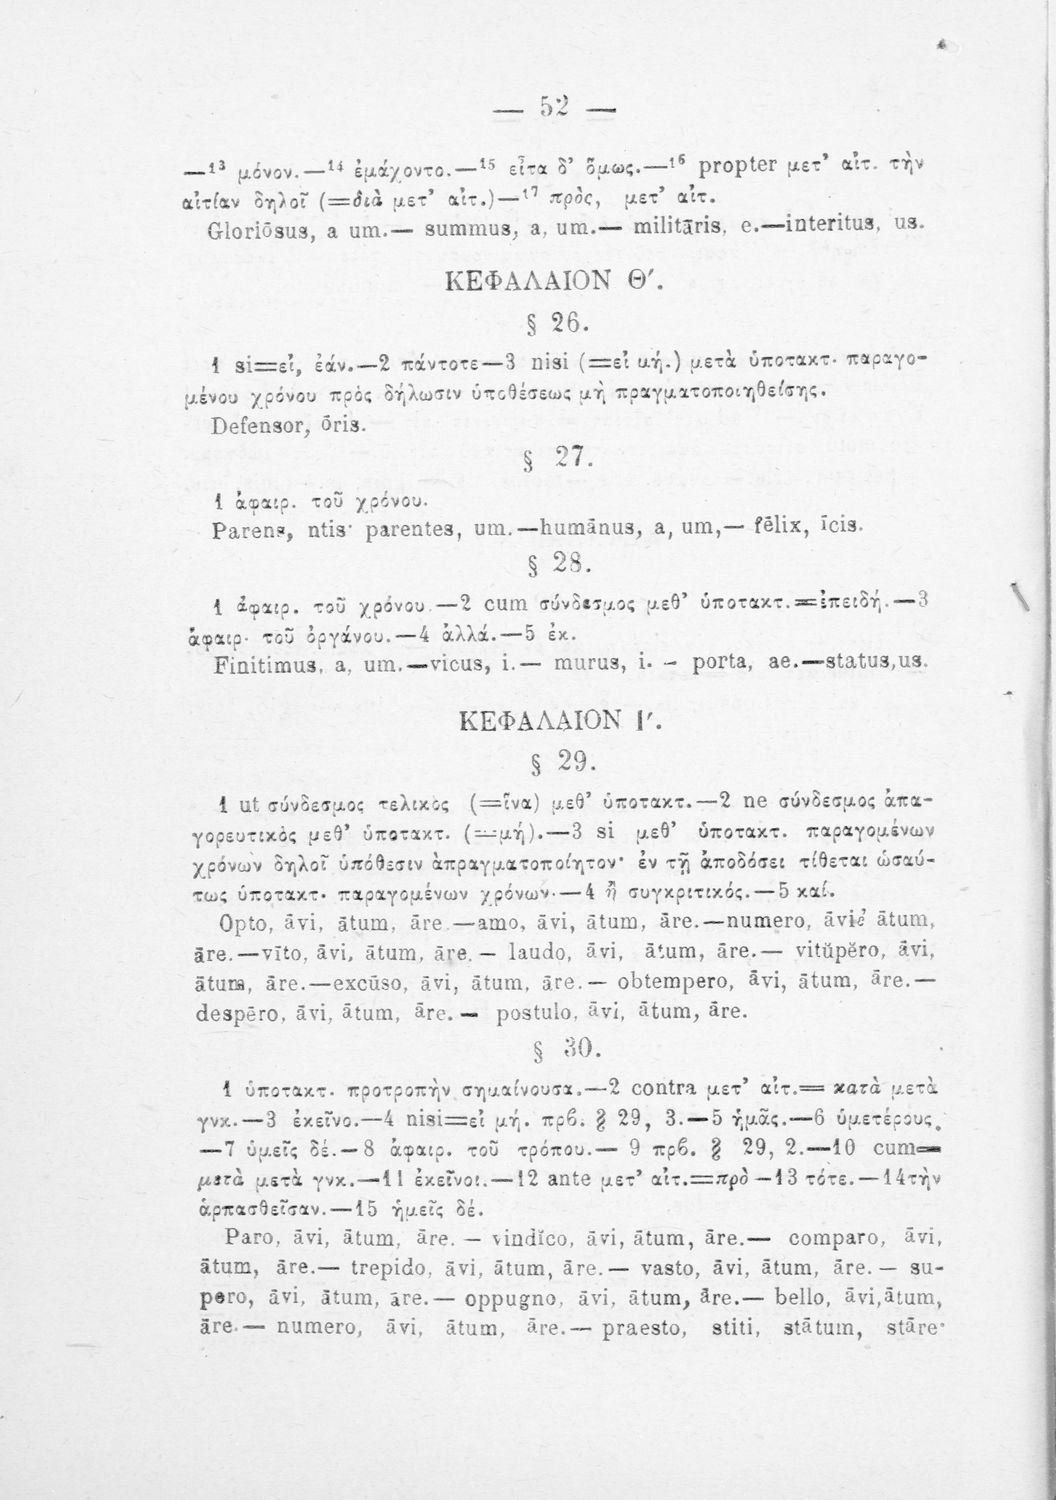 — 52 —
—¹³ μόνον.—¹⁴ ἐμάχοντο.—¹⁵ εἶτα δ’ ὅμως.—¹⁶ propter μετ’ αἰτ. τὴν
αἰτίαν δηλοῖ (=διὰ μετ’ αἰτ.)—¹⁷ πρὸς, μετ’ αἰτ.
Gloriōsus, a um.— summus, a, um.— militāris, e.—interitus, us.
ΚΕΦΑΛΑΙΟΝ Θ′.
§ 26.
1 si=εἰ, ἐάν.—2 πάντοτε—3 nisi (=εἰ μή.) μετὰ ὑποτακτ. παραγο-
μένου χρόνου πρὸς δήλωσιν ὑποθέσεως μὴ πραγματοποιηθείσης.
Defensor, ōris.
§ 27.
1 ἀφαιρ. τοῦ χρόνου.
Parens, ntis· parentes, um.—humānus, a, um,— fēlix, īcis.
§ 28.
1 ἀφαιρ. τοῦ χρόνου.—2 cum σύνδεσμος μεθ’ ὑποτακτ.=ἐπειδή.—3
ἀφαιρ. τοῦ ὀργάνου.—4 ἀλλά.—5 ἐκ.
Finitimus, a, um.—vicus, i.— murus, i. - porta, ae.—status,us.
ΚΕΦΑΛΑΙΟΝ Ι′.
§ 29.
1 ut σύνδεσμος τελικὸς (=ἵνα) μεθ’ ὑποτακτ.—2 ne σύνδεσμος ἀπα-
γορευτικὸς μεθ’ ὑποτακτ. (=μή).—3 si μεθ’ ὑποτακτ. παραγομένων
χρόνων δηλοῖ ὑπόθεσιν ἀπραγματοποίητον· ἐν τῇ ἀποδόσει τίθεται ὡσαύ-
τως ὑποτακτ. παραγομένων χρόνων.—4 ἢ συγκριτικός.—5 καί.
Opto, āvi, ātum, āre.—amo, āvi, ātum, āre.—numero, āvi ātum,
āre.—vīto, āvi, ātum, āre.— laudo, āvi, ātum, āre.— vitŭpĕro, āvi,
ātum, āre.—excūso, āvi, ātum, āre.— obtempero, āvi, ātum, āre.—
despēro, āvi, ātum, āre.— postulo, āvi, ātum, āre.
§ 30.
1 ὑποτακτ. προτροπὴν σημαίνουσα.—2 contra μετ’ αἰτ.= κατὰ μετὰ
γνκ.—3 ἐκεῖνο.—4 nisi=εἰ μή. πρβ. § 29, 3.—5 ἡμᾶς.—6 ὑμετέρους.
—7 ὑμεῖς δέ.—8 ἀφαιρ. τοῦ τρόπου.— 9 πρβ. § 29, 2.—10 cum=
μετὰ μετὰ γνκ.—11 ἐκεῖνοι.—12 ante μετ’ αἰτ.=πρὸ—13 τότε.—14τὴν
ἁρπασθεῖσαν.—15 ἡμεῖς δέ.
Paro, āvi, ātum, āre. — vindĭco, āvi, ātum, āre.— comparo, āvi,
ātum, āre.— trepido, āvi, ātum, āre.— vasto, āvi, ātum, āre. — su-
pero, āvi, ātum, āre.— oppugno, āvi, ātum, āre.— bello, āvi,ātum,
āre.— numero, āvi, ātum, āre.— praesto, stiti, stātum, stāre·